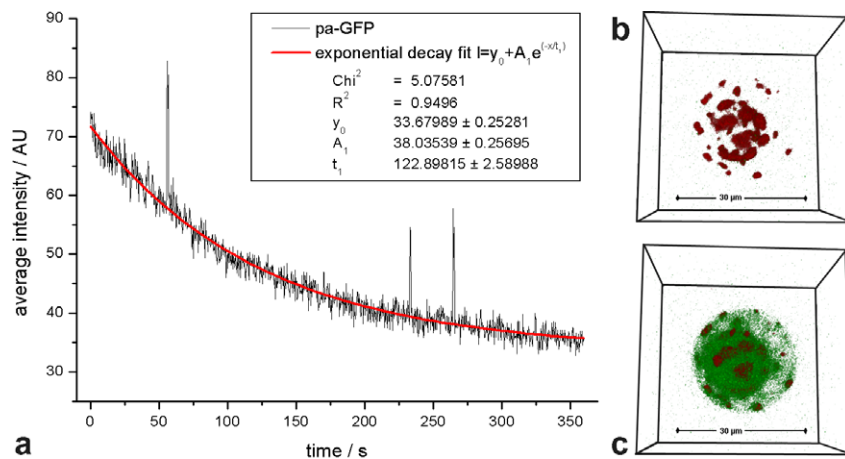 pa-GFP
exponential decay fit I=y₀+A₁e^(-x/t₁)
Chi² = 5.07581
R² = 0.9496
y₀ 33.67989 ± 0.25281
A₁ 38.03539 ± 0.25695
t₁ 122.89815 ± 2.58988
average intensity / AU
90
80
70
60
50
40
30
0 50 100 150 200 250 300 350
time / s
a
b
30 µm
30 µm
c